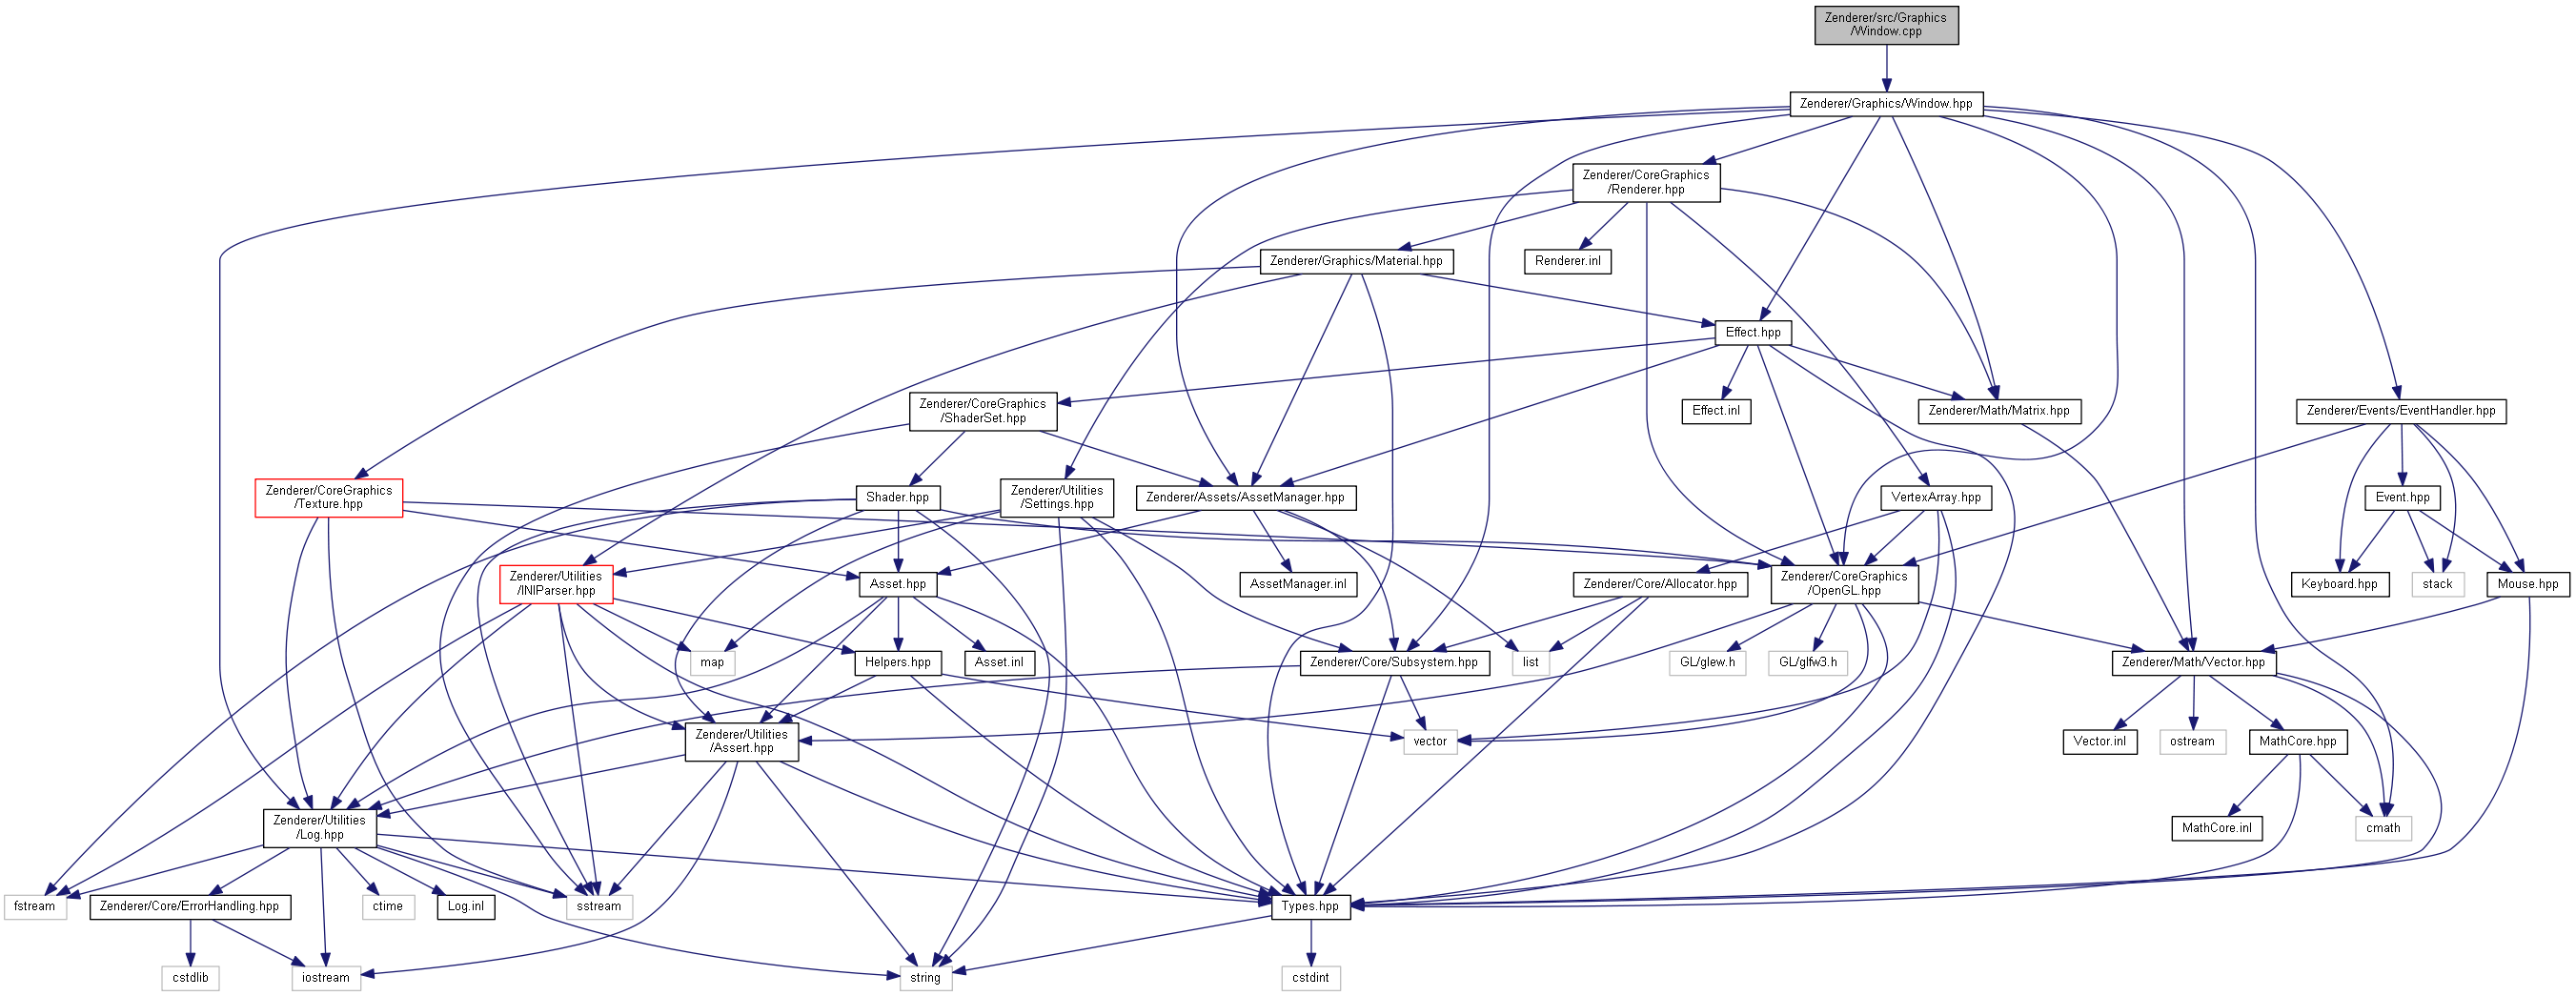 Zenderer/src/Graphics
/Window.cpp
Zenderer/Graphics/Window.hpp
Zenderer/CoreGraphics
/Renderer.hpp
Zenderer/Graphics/Material.hpp
Renderer.inl
Effect.hpp
Zenderer/CoreGraphics
/ShaderSet.hpp
Effect.inl
Zenderer/Math/Matrix.hpp
Zenderer/Events/EventHandler.hpp
Zenderer/CoreGraphics
/Texture.hpp
Shader.hpp
Zenderer/Utilities
/Settings.hpp
Zenderer/Assets/AssetManager.hpp
VertexArray.hpp
Event.hpp
Zenderer/Utilities
/INIParser.hpp
Asset.hpp
AssetManager.inl
Zenderer/Core/Allocator.hpp
Zenderer/CoreGraphics
/OpenGL.hpp
Keyboard.hpp
stack
Mouse.hpp
map
Helpers.hpp
Asset.inl
Zenderer/Core/Subsystem.hpp
list
GL/glew.h
GL/glfw3.h
Zenderer/Math/Vector.hpp
Zenderer/Utilities
/Assert.hpp
vector
Vector.inl
ostream
MathCore.hpp
Zenderer/Utilities
/Log.hpp
MathCore.inl
cmath
fstream
Zenderer/Core/ErrorHandling.hpp
ctime
Log.inl
sstream
Types.hpp
cstdlib
iostream
string
cstdint